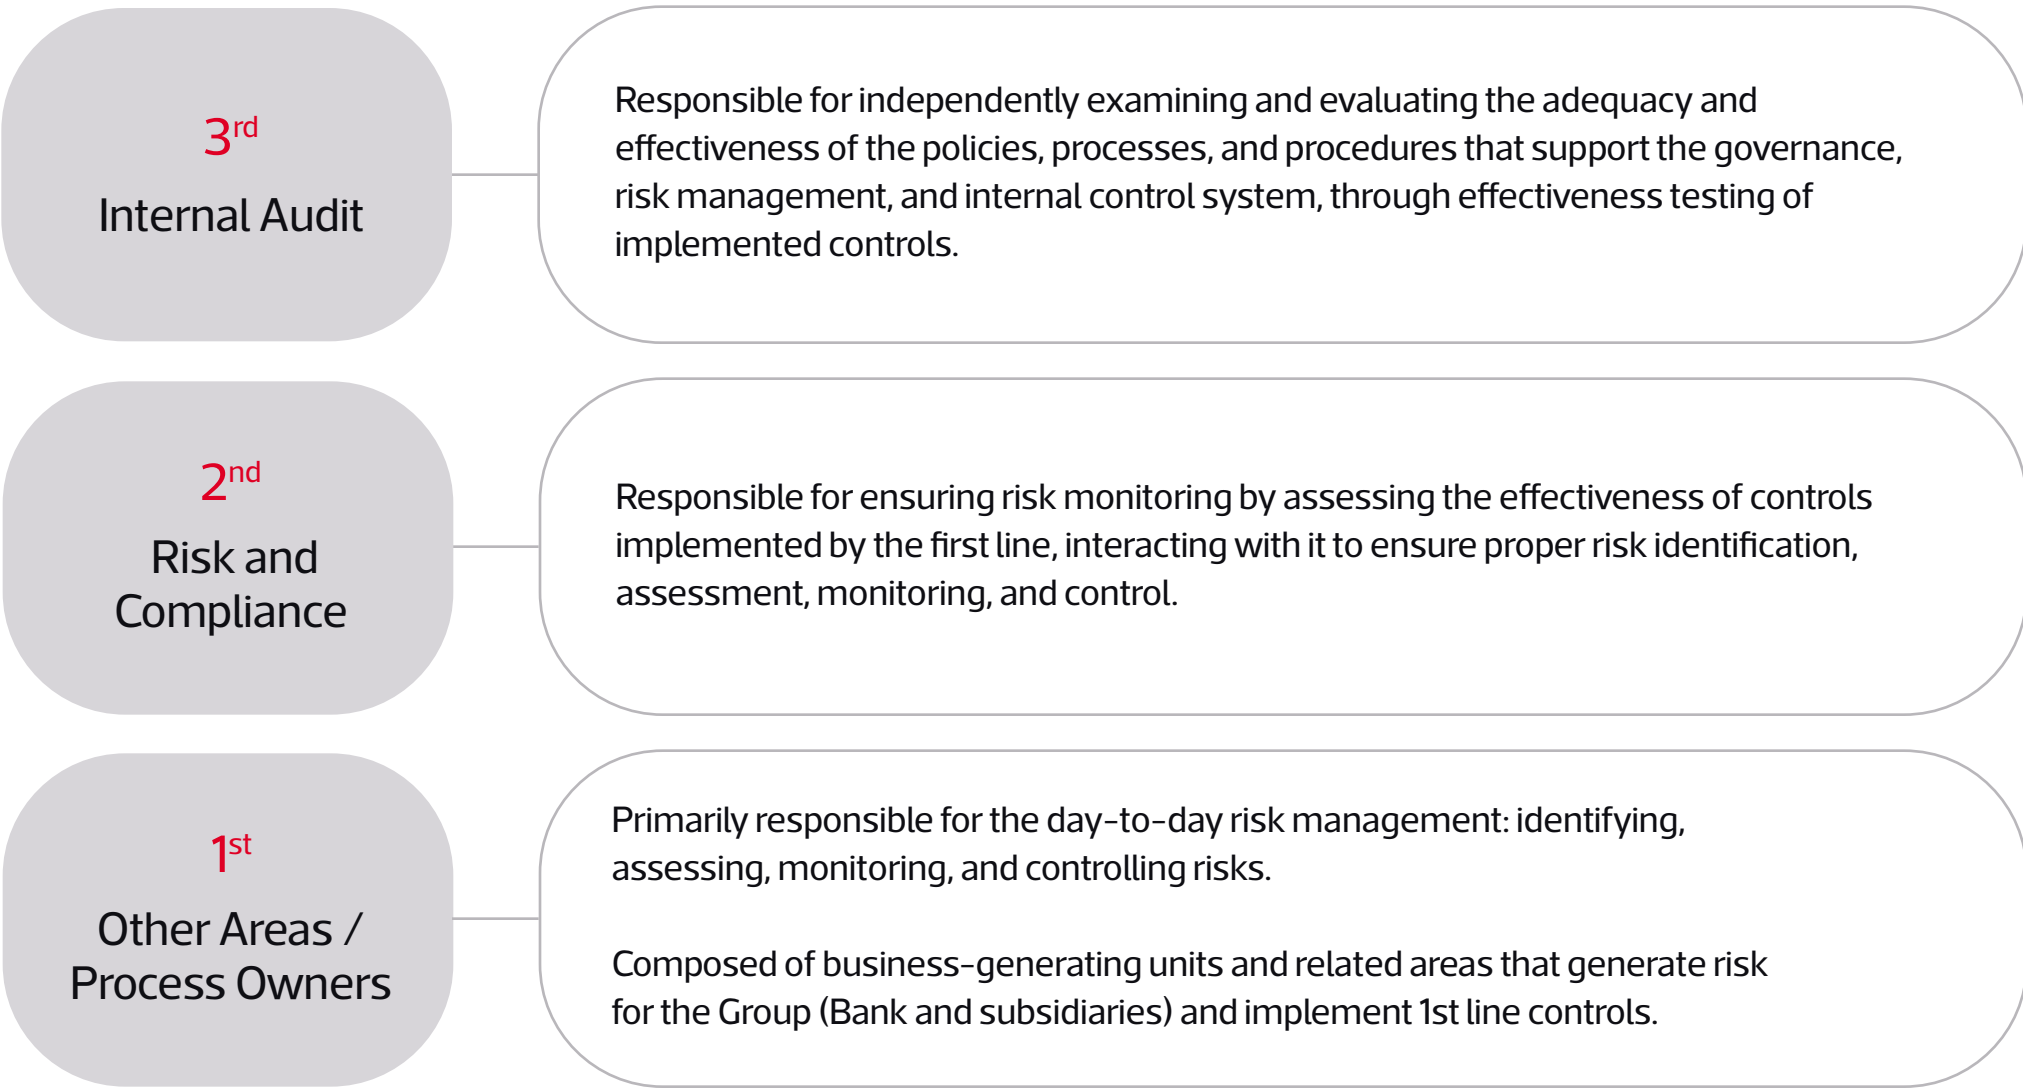 3rd
Internal Audit
Responsible for independently examining and evaluating the adequacy and
effectiveness of the policies, processes, and procedures that support the governance,
risk management, and internal control system, through effectiveness testing of
implemented controls.
2nd
Risk and
Compliance
Responsible for ensuring risk monitoring by assessing the effectiveness of controls
implemented by the first line, interacting with it to ensure proper risk identification,
assessment, monitoring, and control.
1st
Other Areas /
Process Owners
Primarily responsible for the day-to-day risk management: identifying,
assessing, monitoring, and controlling risks.
Composed of business-generating units and related areas that generate risk
for the Group (Bank and subsidiaries) and implement 1st line controls.